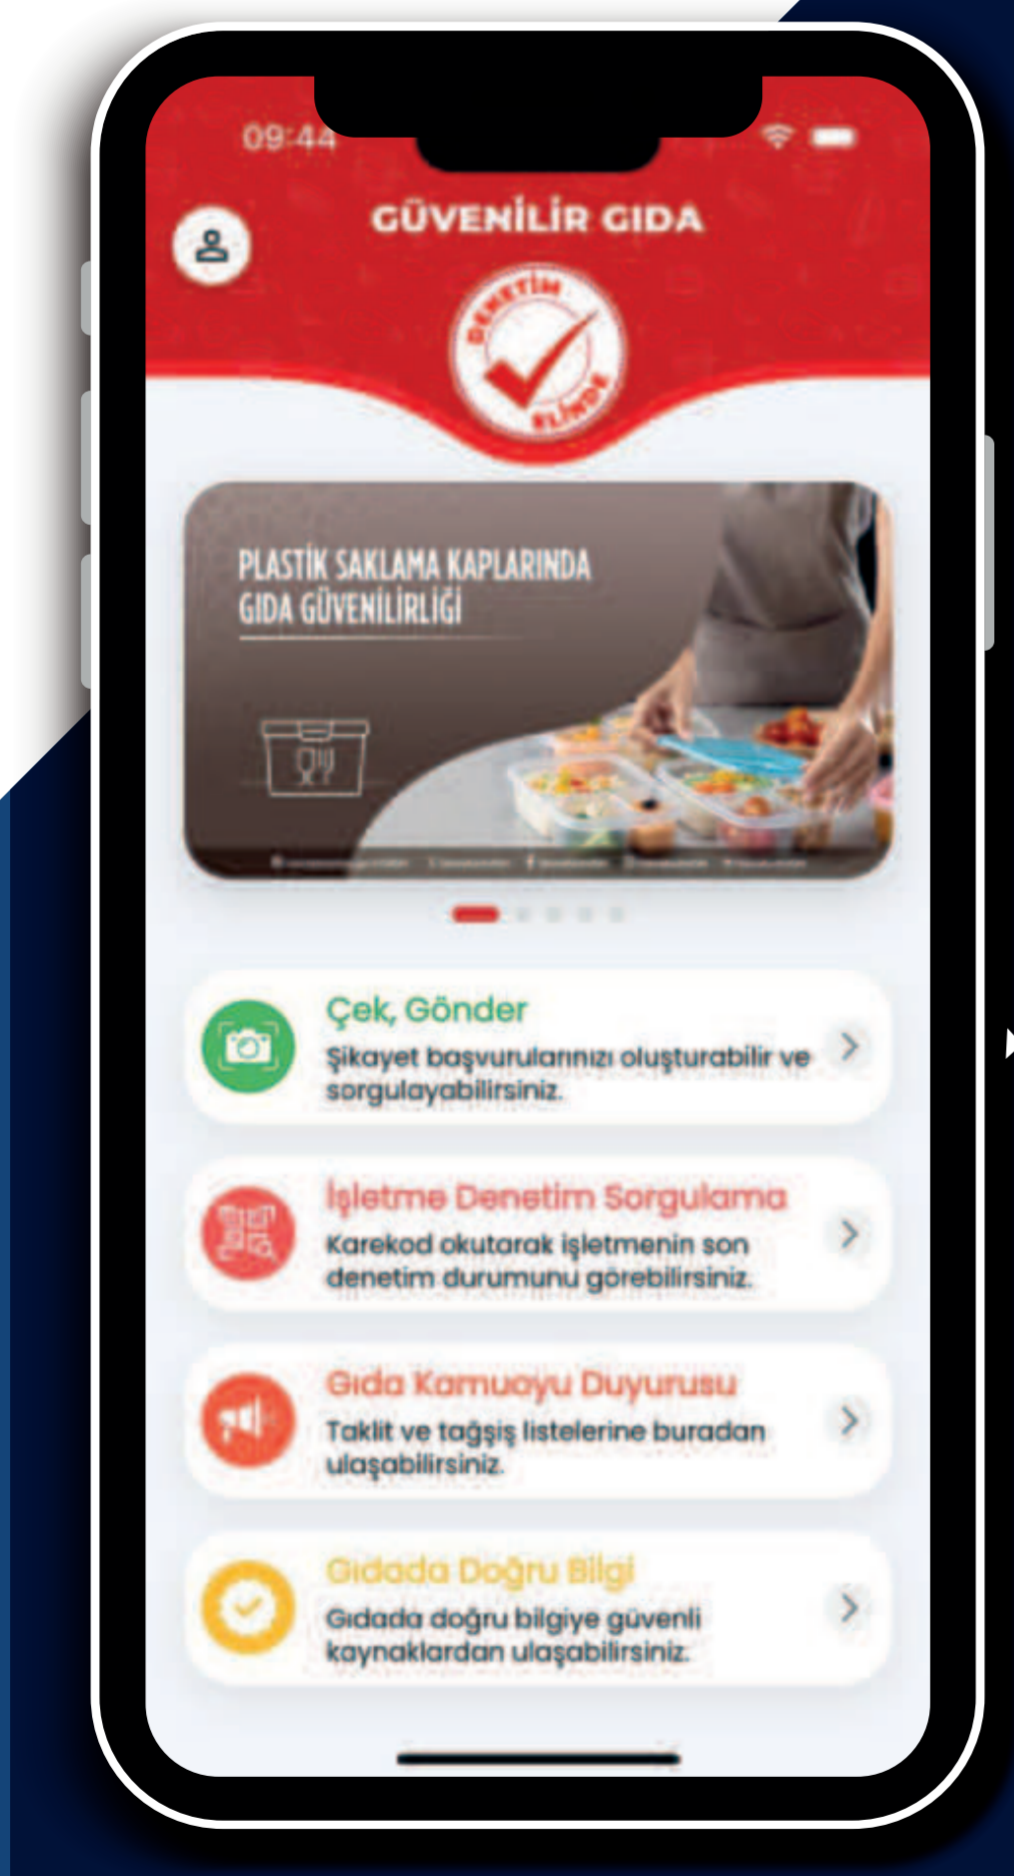 09:44
GÜVENİLİR GIDA
DENETİM
ELİNDE
PLASTİK SAKLAMA KAPLARINDA
GIDA GÜVENİLİRLİĞİ
Çek, Gönder
Şikayet başvurularınızı oluşturabilir ve
sorgulayabilirsiniz.
İşletme Denetim Sorgulama
Karekod okutarak işletmenin son
denetim durumunu görebilirsiniz.
Gıda Kamuoyu Duyurusu
Taklit ve tağşiş listelerine buradan
ulaşabilirsiniz.
Gıdada Doğru Bilgi
Gıdada doğru bilgiye güvenli
kaynaklardan ulaşabilirsiniz.